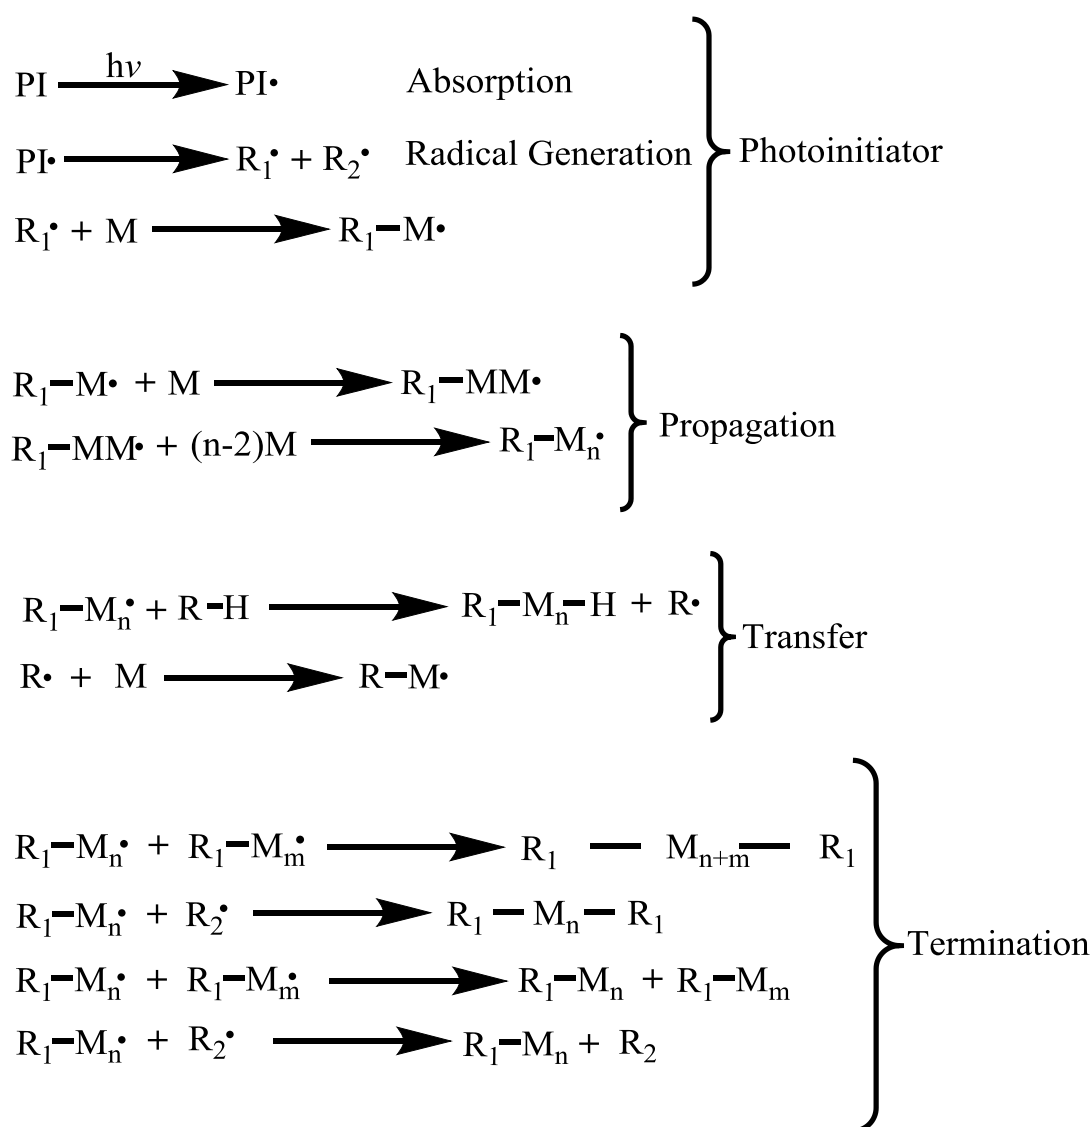 hν
PI → PI• Absorption
PI• → R₁• + R₂• Radical Generation
Photoinitiator
R₁• + M → R₁–M•
R₁–M• + M → R₁–MM•
Propagation
R₁–MM• + (n-2)M → R₁–Mₙ•
R₁–Mₙ• + R–H → R₁–Mₙ–H + R•
Transfer
R• + M → R–M•
R₁–Mₙ• + R₁–Mₘ• → R₁ — Mₙ₊ₘ — R₁
R₁–Mₙ• + R₂• → R₁ – Mₙ – R₁
Termination
R₁–Mₙ• + R₁–Mₘ• → R₁–Mₙ + R₁–Mₘ
R₁–Mₙ• + R₂• → R₁–Mₙ + R₂